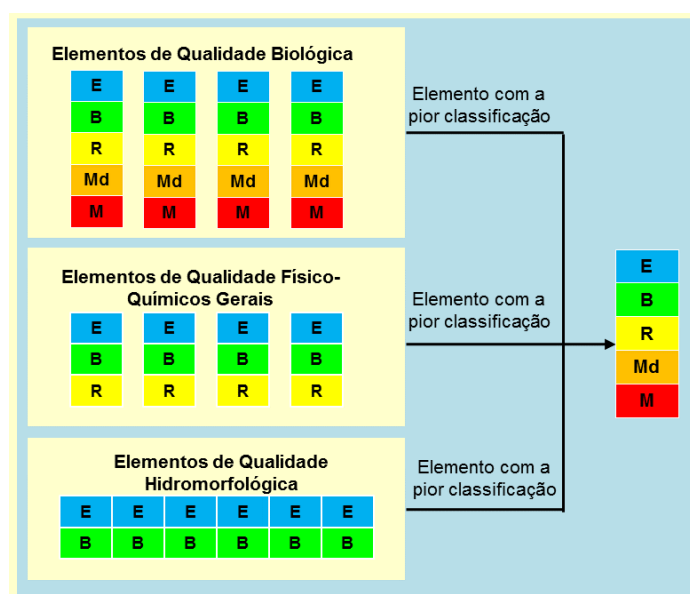 Elementos de Qualidade Biológica
E E E E
B B B B
R R R R
Md Md Md Md
M M M M
Elemento com a
pior classificação
Elementos de Qualidade Físico-
Químicos Gerais
E E E E
B B B B
R R R R
Elemento com a
pior classificação
E
B
R
Md
M
Elementos de Qualidade
Hidromorfológica
E E E E E E
B B B B B B
Elemento com a
pior classificação